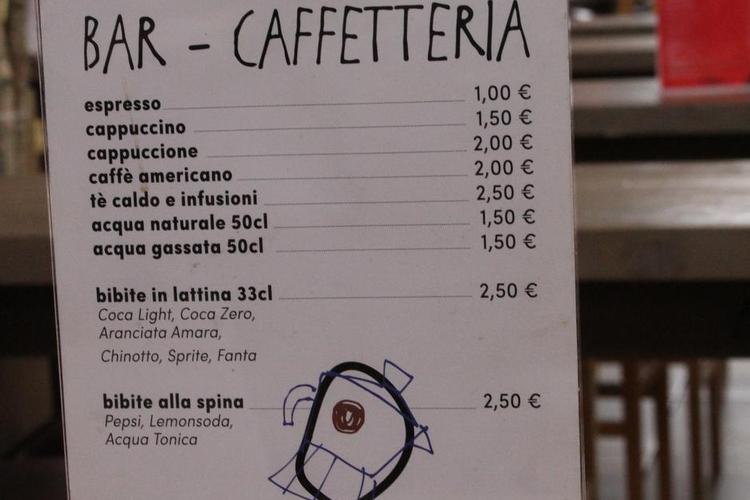 BAR - CAFFETTERIA
espresso 1,00 €
cappuccino 1,50 €
cappuccione 2,00 €
caffè americano 2,00 €
tè caldo e infusioni 2,50 €
acqua naturale 50cl 1,50 €
acqua gassata 50cl 1,50 €
bibite in lattina 33cl 2,50 €
Coca Light, Coca Zero,
Aranciata Amara,
Chinotto, Sprite, Fanta
bibite alla spina 2,50 €
Pepsi, Lemonsoda,
Acqua Tonica